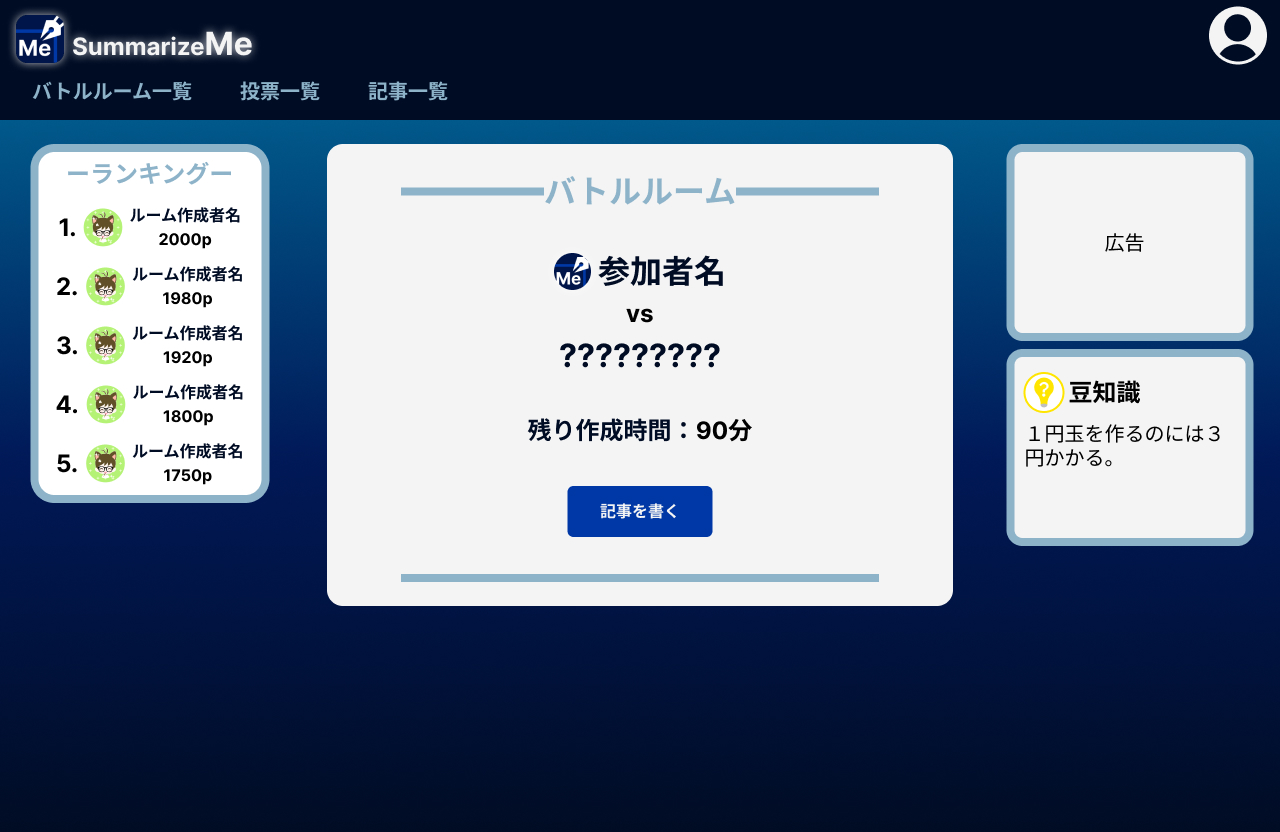 Me
SummarizeMe
バトルルーム一覧
投票一覧
記事一覧
ーランキングー
1.
ルーム作成者名
2000p
2.
ルーム作成者名
1980p
3.
ルーム作成者名
1920p
4.
ルーム作成者名
1800p
5.
ルーム作成者名
1750p
バトルルーム
Me
参加者名
vs
?????????
残り作成時間：90分
記事を書く
広告
?
豆知識
１円玉を作るのには３
円かかる。